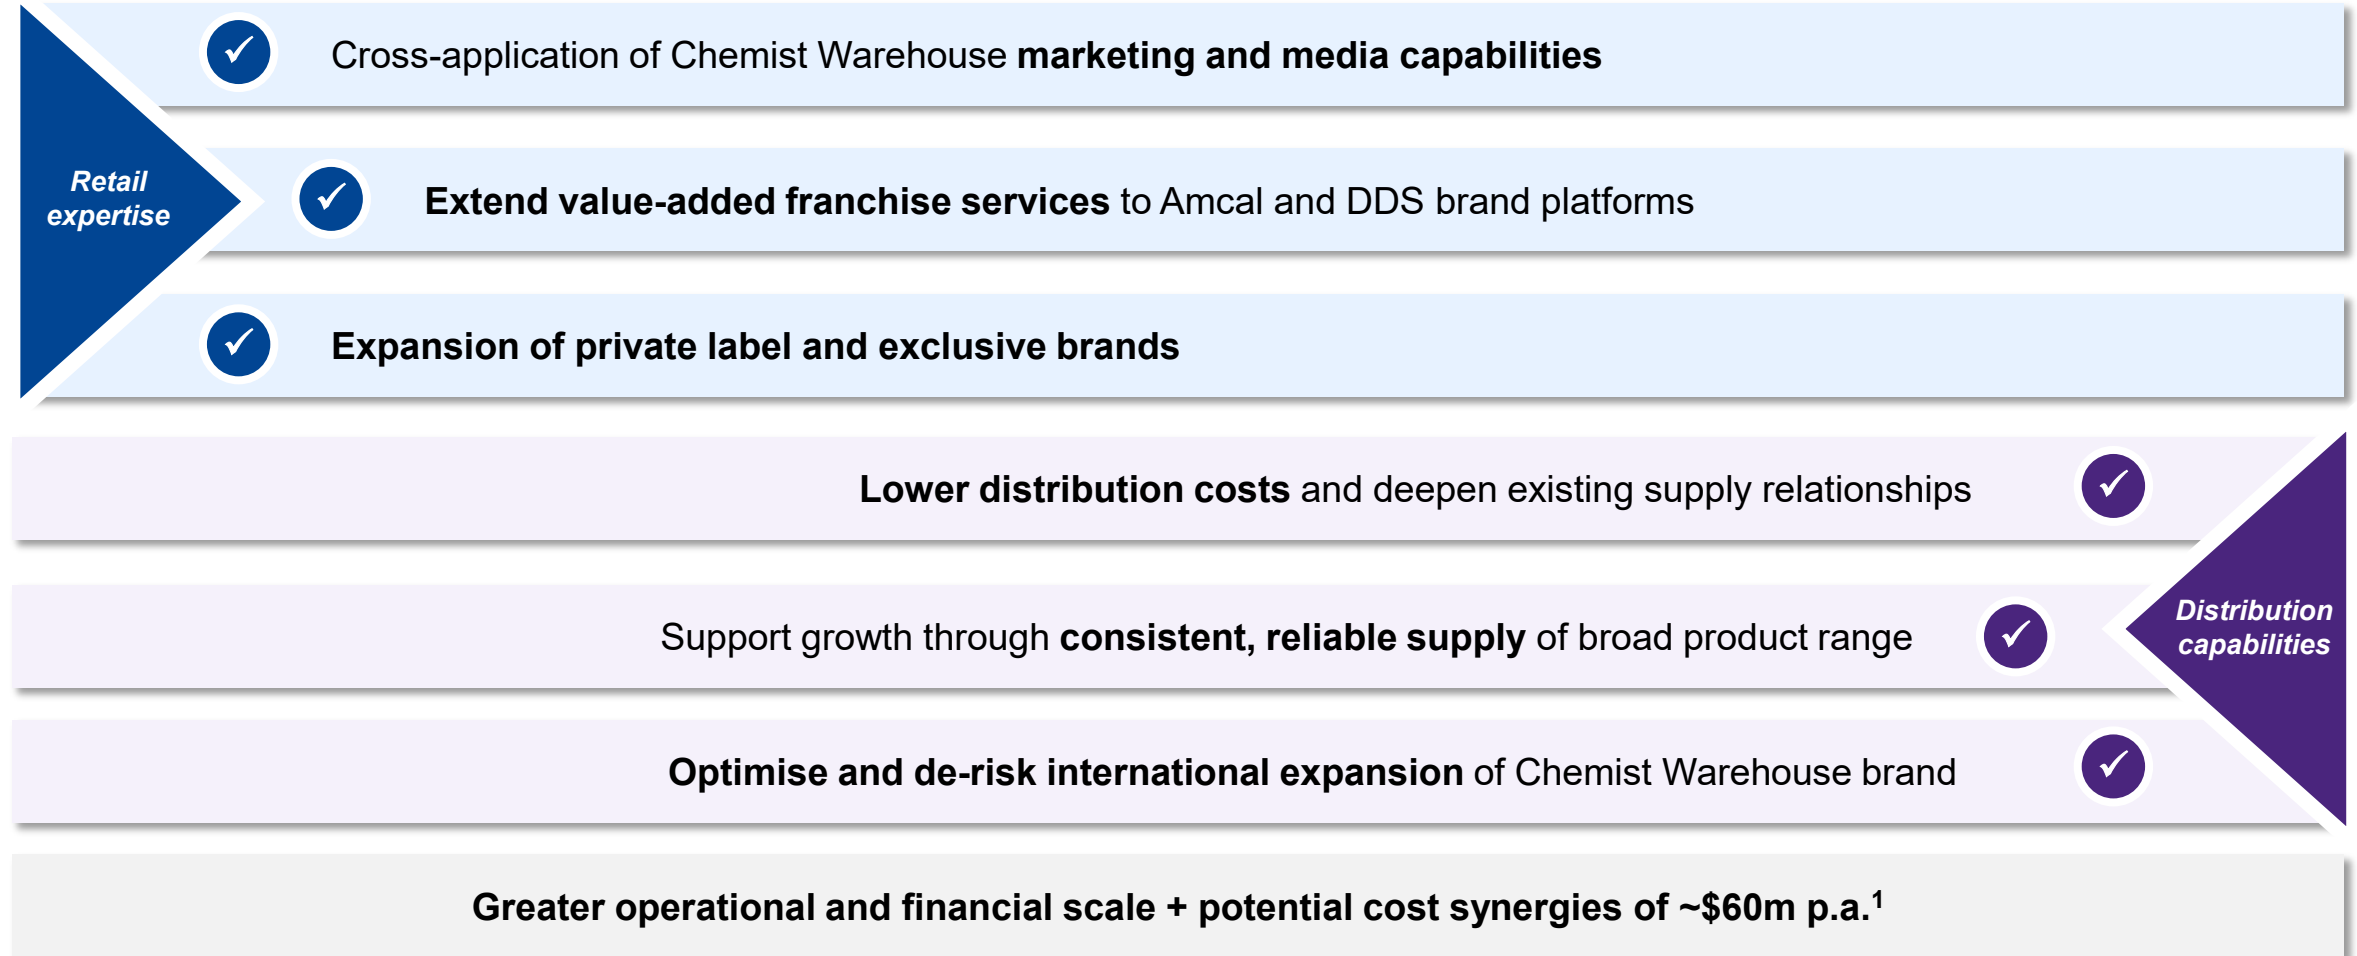 Cross-application of Chemist Warehouse marketing and media capabilities
Retail
expertise
Extend value-added franchise services to Amcal and DDS brand platforms
Expansion of private label and exclusive brands
Lower distribution costs and deepen existing supply relationships
Support growth through consistent, reliable supply of broad product range
Distribution
capabilities
Optimise and de-risk international expansion of Chemist Warehouse brand
Greater operational and financial scale + potential cost synergies of ~$60m p.a.¹